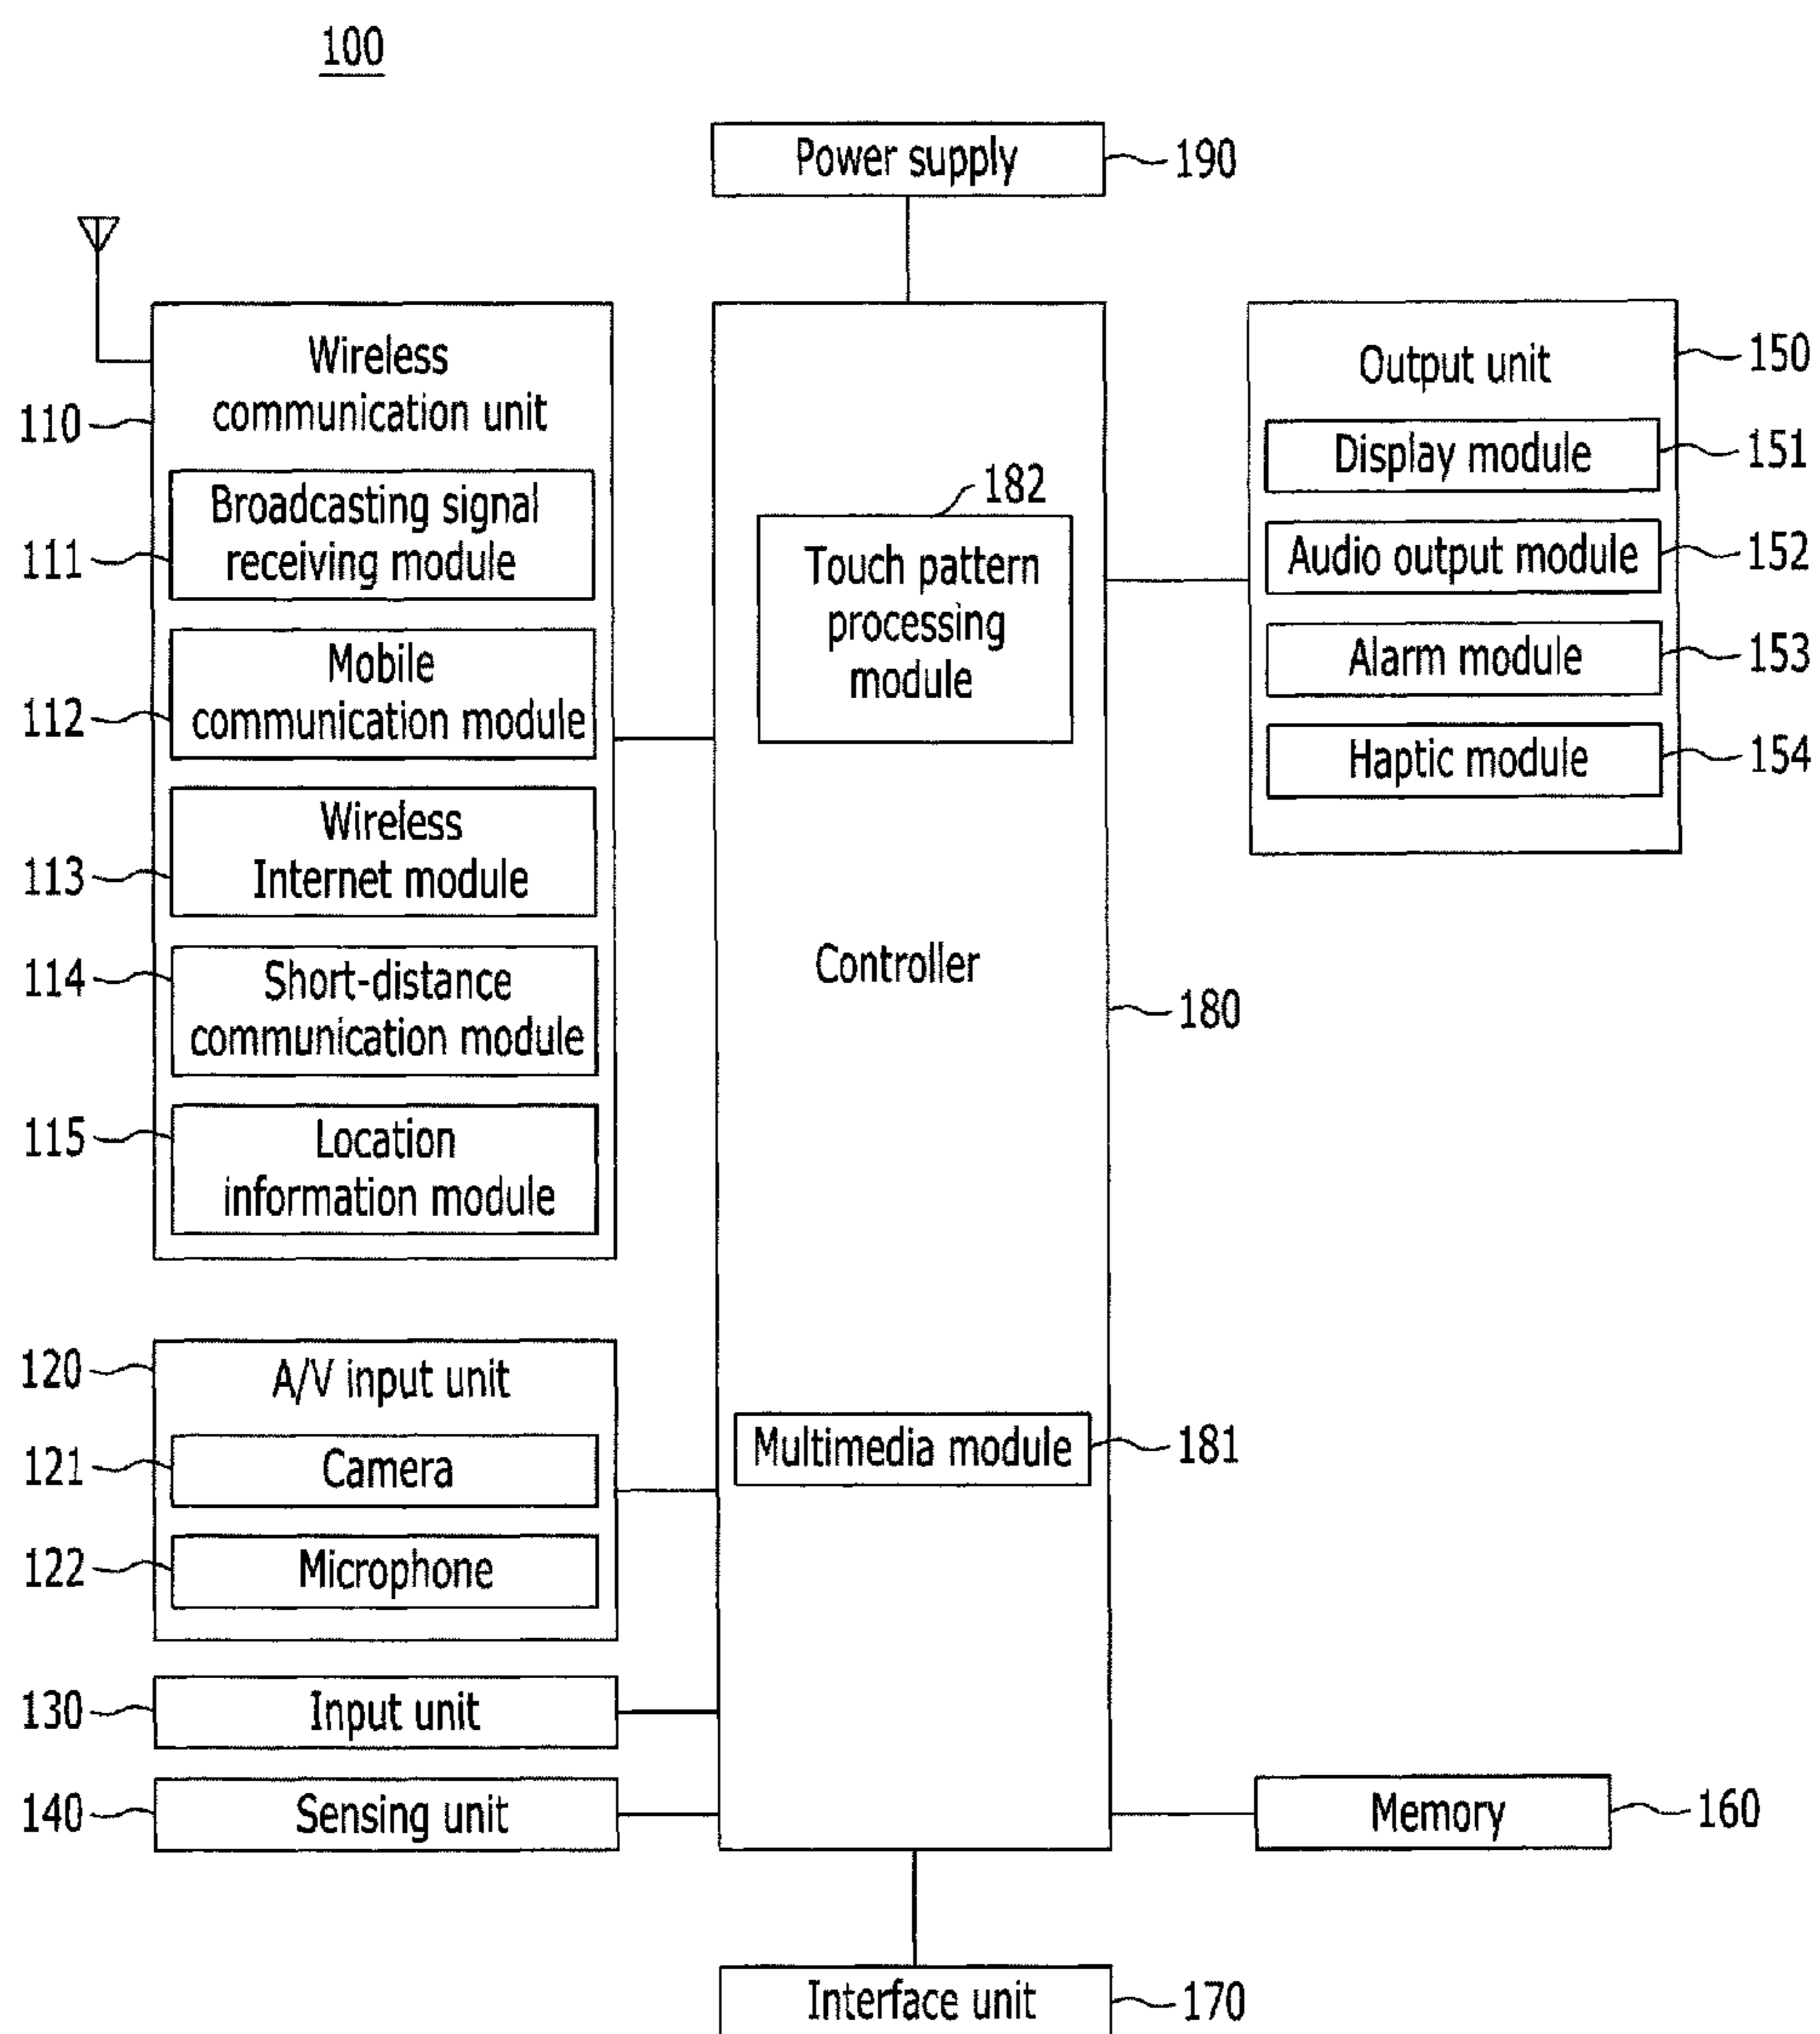 100
Power supply
190
Wireless
communication unit
110
Broadcasting signal
receiving module
111
Mobile
communication module
112
Wireless
Internet module
113
Short-distance
communication module
114
Location
information module
115
A/V input unit
120
Camera
121
Microphone
122
Input unit
130
Sensing unit
140
182
Touch pattern
processing
module
Controller
180
Multimedia module
181
Output unit
150
Display module
151
Audio output module
152
Alarm module
153
Haptic module
154
Memory
160
Interface unit
170